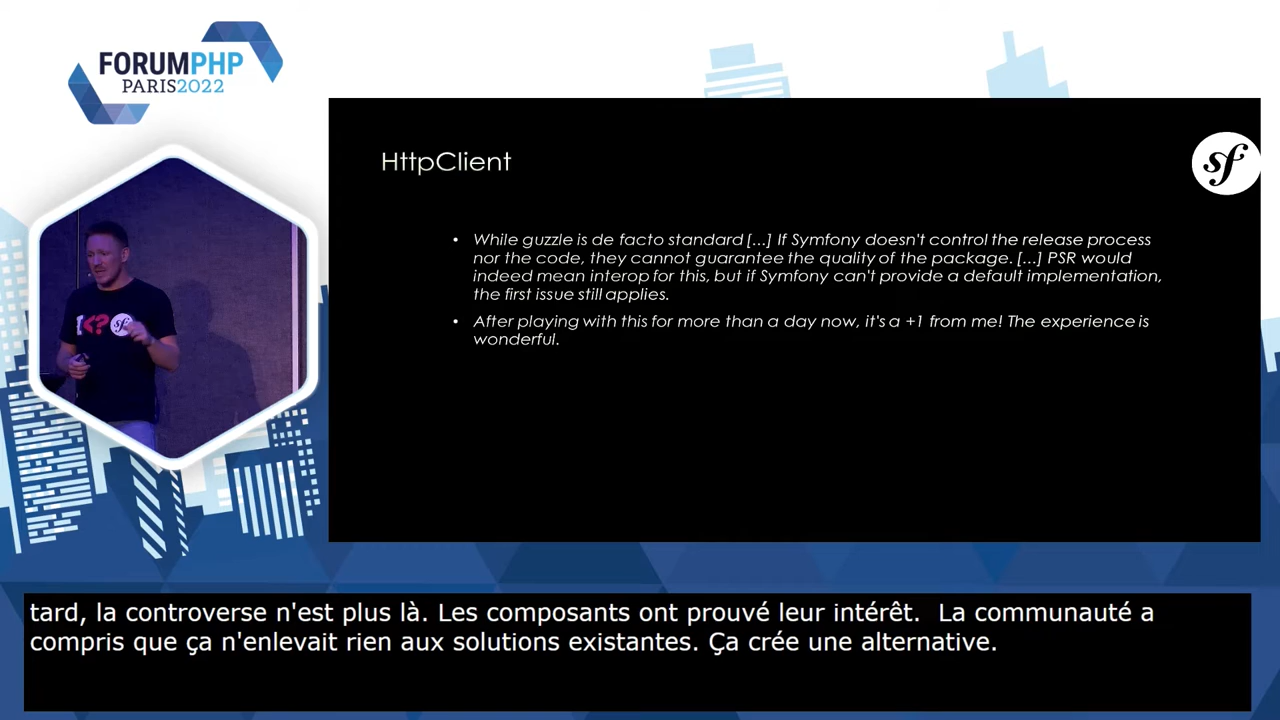 FORUMPHP
PARIS2022
HttpClient
sf
• While guzzle is de facto standard [...] If Symfony doesn't control the release process
nor the code, they cannot guarantee the quality of the package. [...] PSR would
indeed mean interop for this, but if Symfony can't provide a default implementation,
the first issue still applies.
• After playing with this for more than a day now, it's a +1 from me! The experience is
wonderful.
I <? sf
tard, la controverse n'est plus là. Les composants ont prouvé leur intérêt.  La communauté a
compris que ça n'enlevait rien aux solutions existantes. Ça crée une alternative.